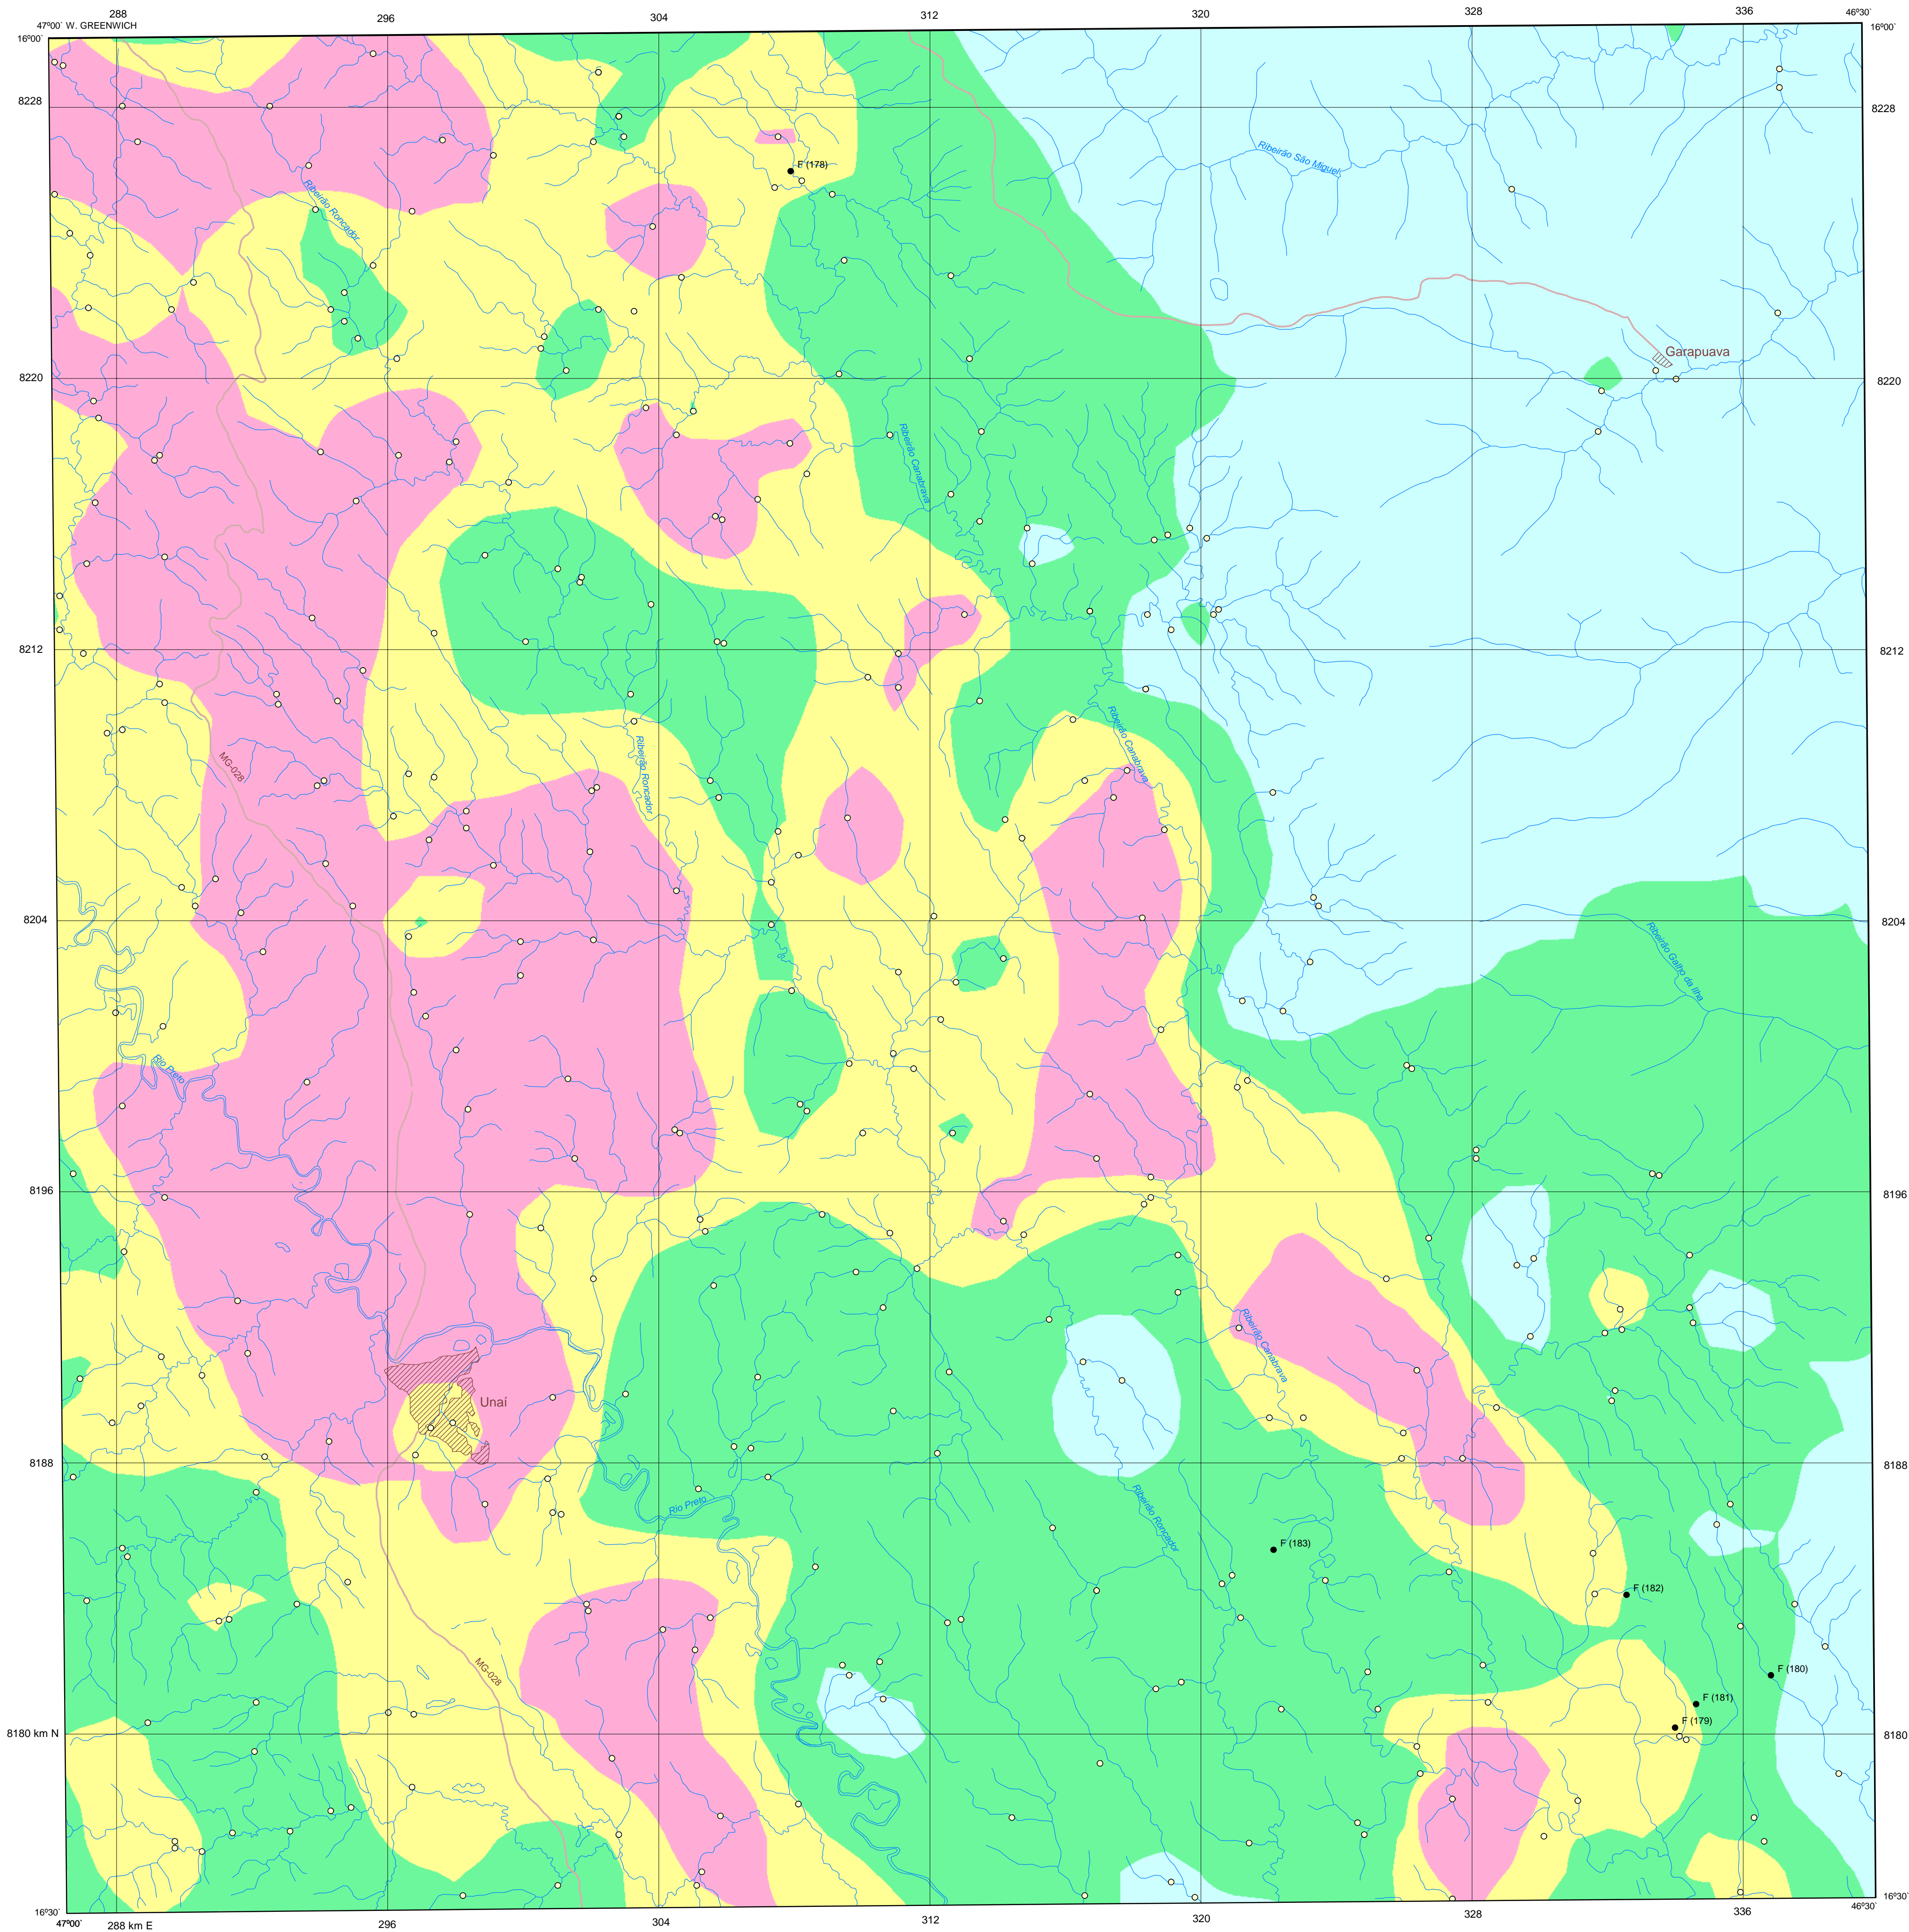 288 296 304 312 320 328 336
47º00' W. GREENWICH 46º30'
16º00' 16º00'
8228 8228
Ribeirão São Miguel
F (178)
Ribeirão Roncador
Garapuava
8220 8220
Ribeirão Canabrava
8212 8212
Ribeirão Canabrava
Ribeirão Roncador
MG-028
8204 8204
Ribeirão Galho da Ilha
Rio Preto
8196 8196
Ribeirão Canabrava
Unaí
8188 8188
Rio Preto
Ribeirão Roncador
F (183)
F (182)
MG-028
F (180)
F (181)
F (179)
8180 km N 8180
16º30' 16º30'
47º00' 46º30'
288 km E 296 304 312 320 328 336